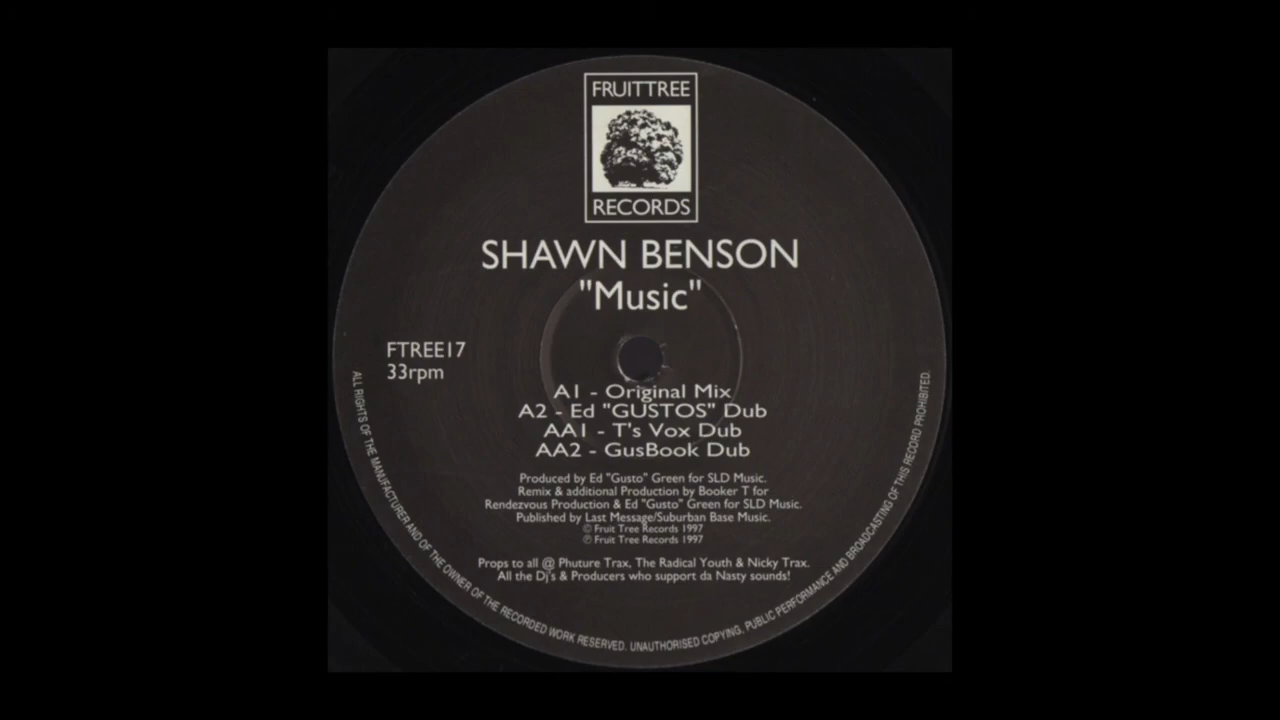 FRUITTREE
RECORDS
SHAWN BENSON
"Music"
FTREE17
33rpm
A1 - Original Mix
A2 - Ed "GUSTOS" Dub
AA1 - T's Vox Dub
AA2 - GusBook Dub
Produced by Ed "Gusto" Green for SLD Music.
Remix & additional Production by Booker T for
Rendezvous Production & Ed "Gusto" Green for SLD Music.
Published by Last Message/Suburban Base Music.
© Fruit Tree Records 1997
℗ Fruit Tree Records 1997
Props to all @ Phuture Trax, The Radical Youth & Nicky Trax.
All the Dj's & Producers who support da Nasty sounds!
ALL RIGHTS OF THE MANUFACTURER AND OF THE OWNER OF THE RECORDED WORK RESERVED. UNAUTHORISED COPYING, PUBLIC PERFORMANCE AND BROADCASTING OF THIS RECORD PROHIBITED.